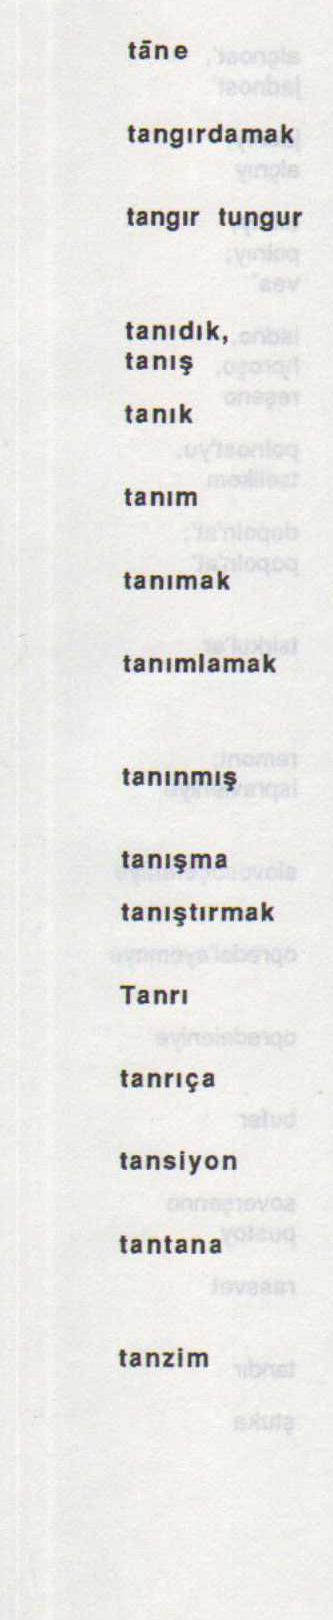 tāne
tangırdamak
tangır tungur
tanıdık,
tanış
tanık
tanım
tanımak
tanımlamak
tanınmış
tanışma
tanıştırmak
Tanrı
tanrıça
tansiyon
tantana
tanzim